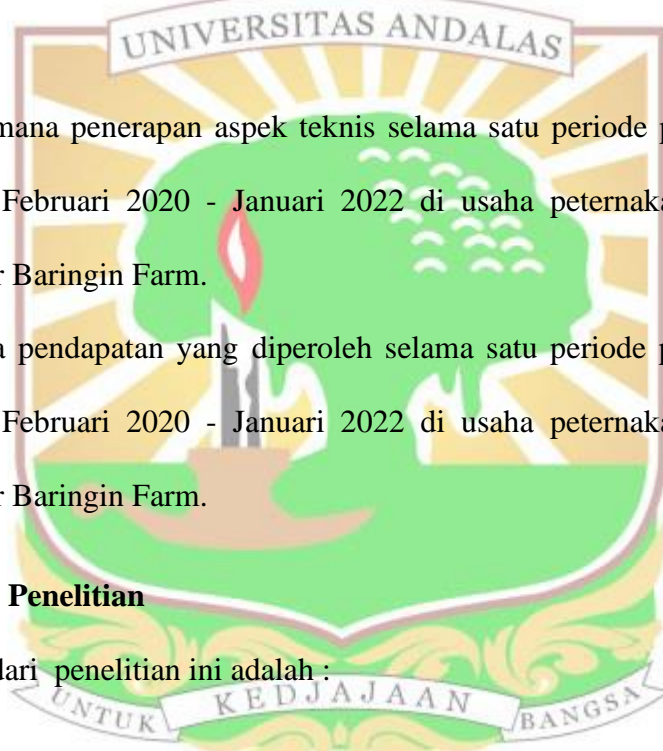 UNIVERSITAS ANDALAS
mana penerapan aspek teknis selama satu periode p
Februari 2020 - Januari 2022 di usaha peternaka
r Baringin Farm.
a pendapatan yang diperoleh selama satu periode p
Februari 2020 - Januari 2022 di usaha peternaka
r Baringin Farm.
Penelitian
dari penelitian ini adalah :
UNTUK KEDJAJAAN BANGSA